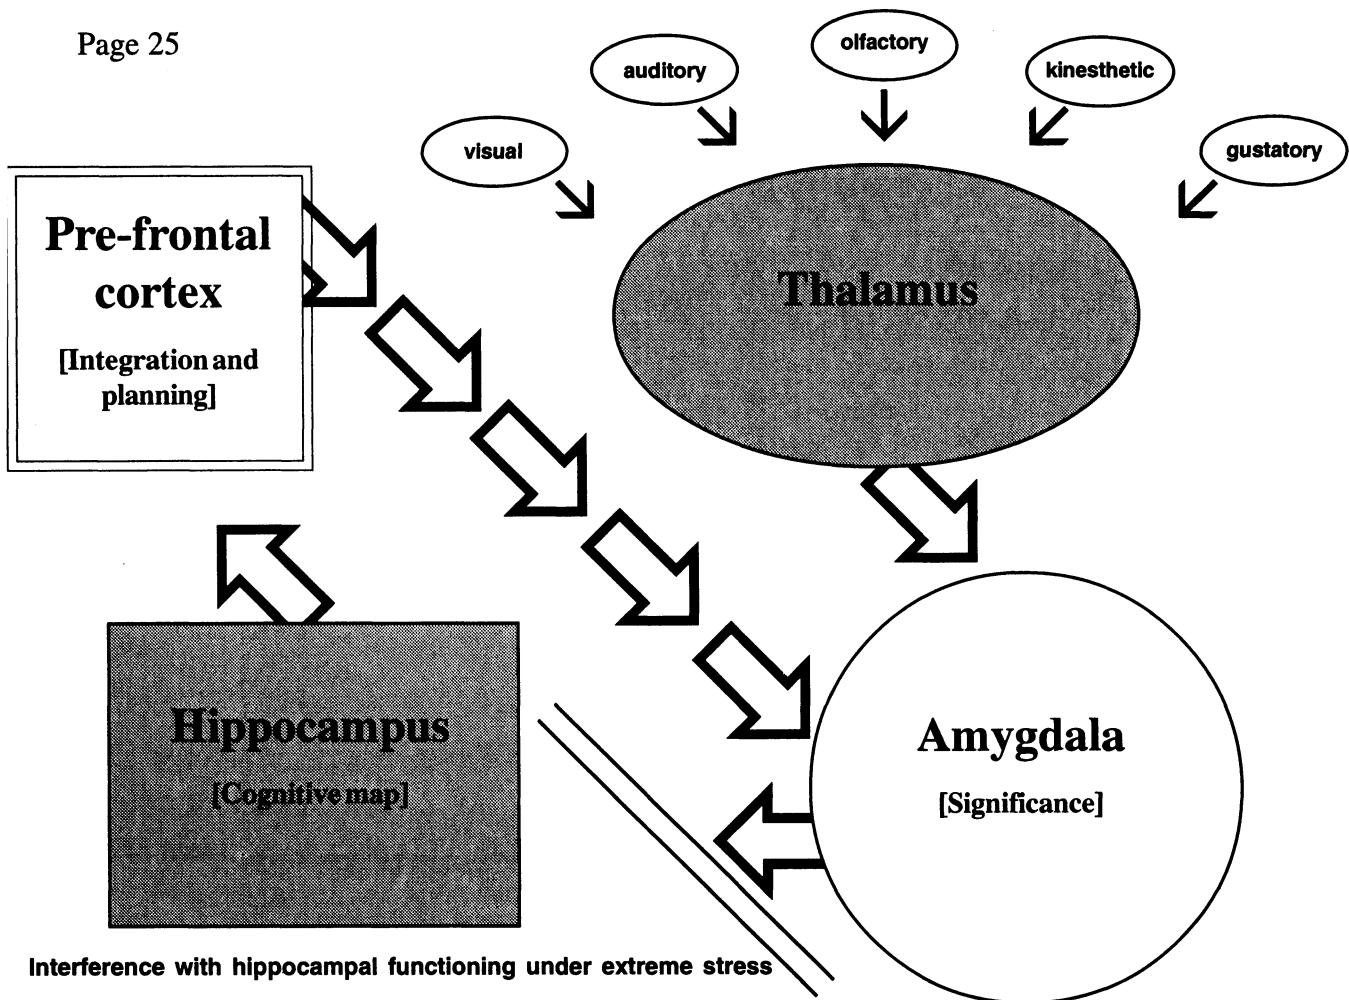 Page 25
olfactory
auditory
kinesthetic
visual
gustatory
Pre-frontal
cortex
[Integration and
planning]
Thalamus
Hippocampus
[Cognitive map]
Amygdala
[Significance]
Interference with hippocampal functioning under extreme stress